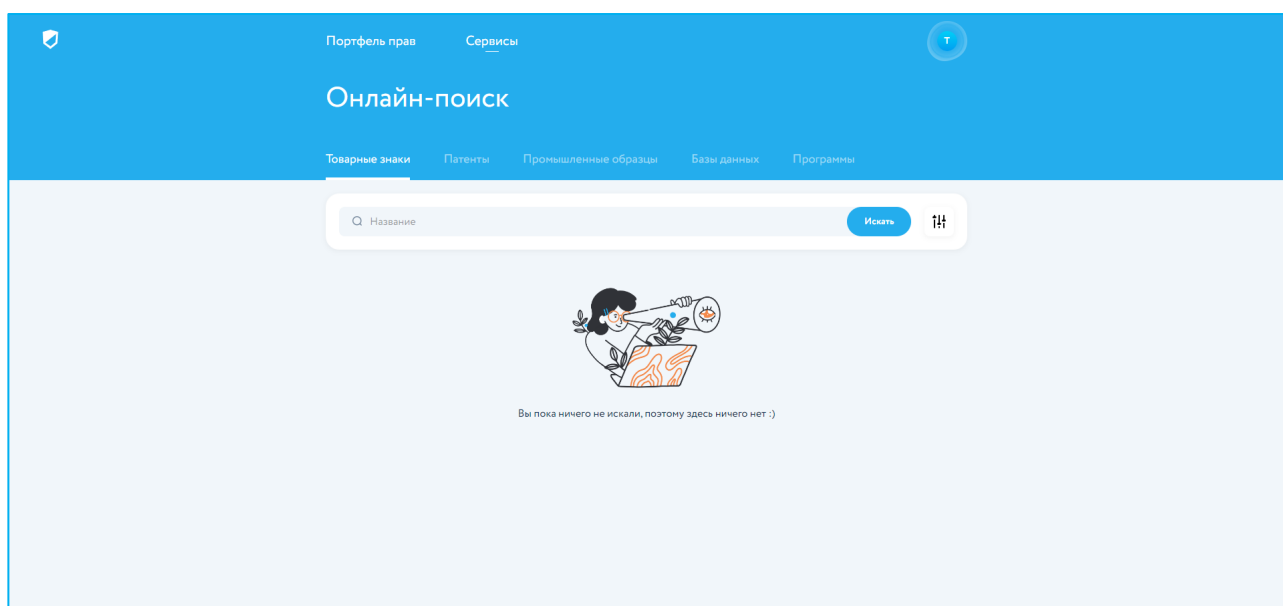 Портфель прав Сервисы Т
Онлайн-поиск
Товарные знаки Патенты Промышленные образцы Базы данных Программы
Название Искать
Вы пока ничего не искали, поэтому здесь ничего нет :)